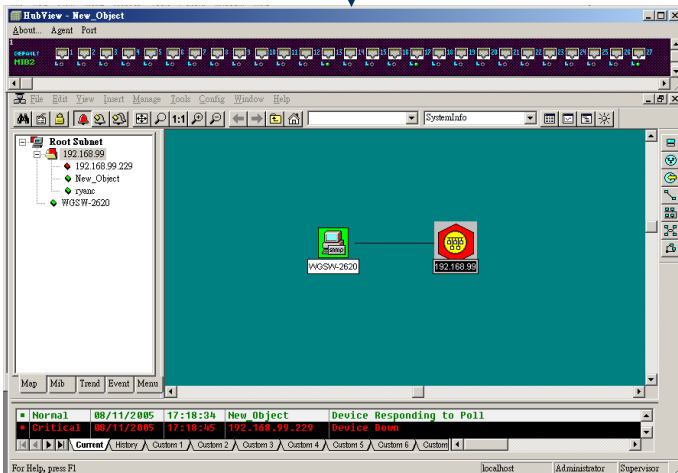 HubView - New_Object
About... Agent Port
1
DEFAULT 1 2 3 4 5 6 7 8 9 10 11 12 13 14 15 16 17 18 19 20 21 22 23 24 25 26 27
MIB2
File Edit View Insert Manage Tools Config Window Help
1:1 SystemInfo
Root Subnet
192.168.99
192.168.99.229
New_Object
ryanc
WGSW-2620
snmp
WGSW-2620 192.168.99
Map Mib Trend Event Menu
Normal 08/11/2005 17:18:34 New_Object Device Responding to Poll
Critical 08/11/2005 17:18:45 192.168.99.229 Device Down
Current History Custom 1 Custom 2 Custom 3 Custom 4 Custom 5 Custom 6 Custom
For Help, press F1 localhost Administrator Supervisor